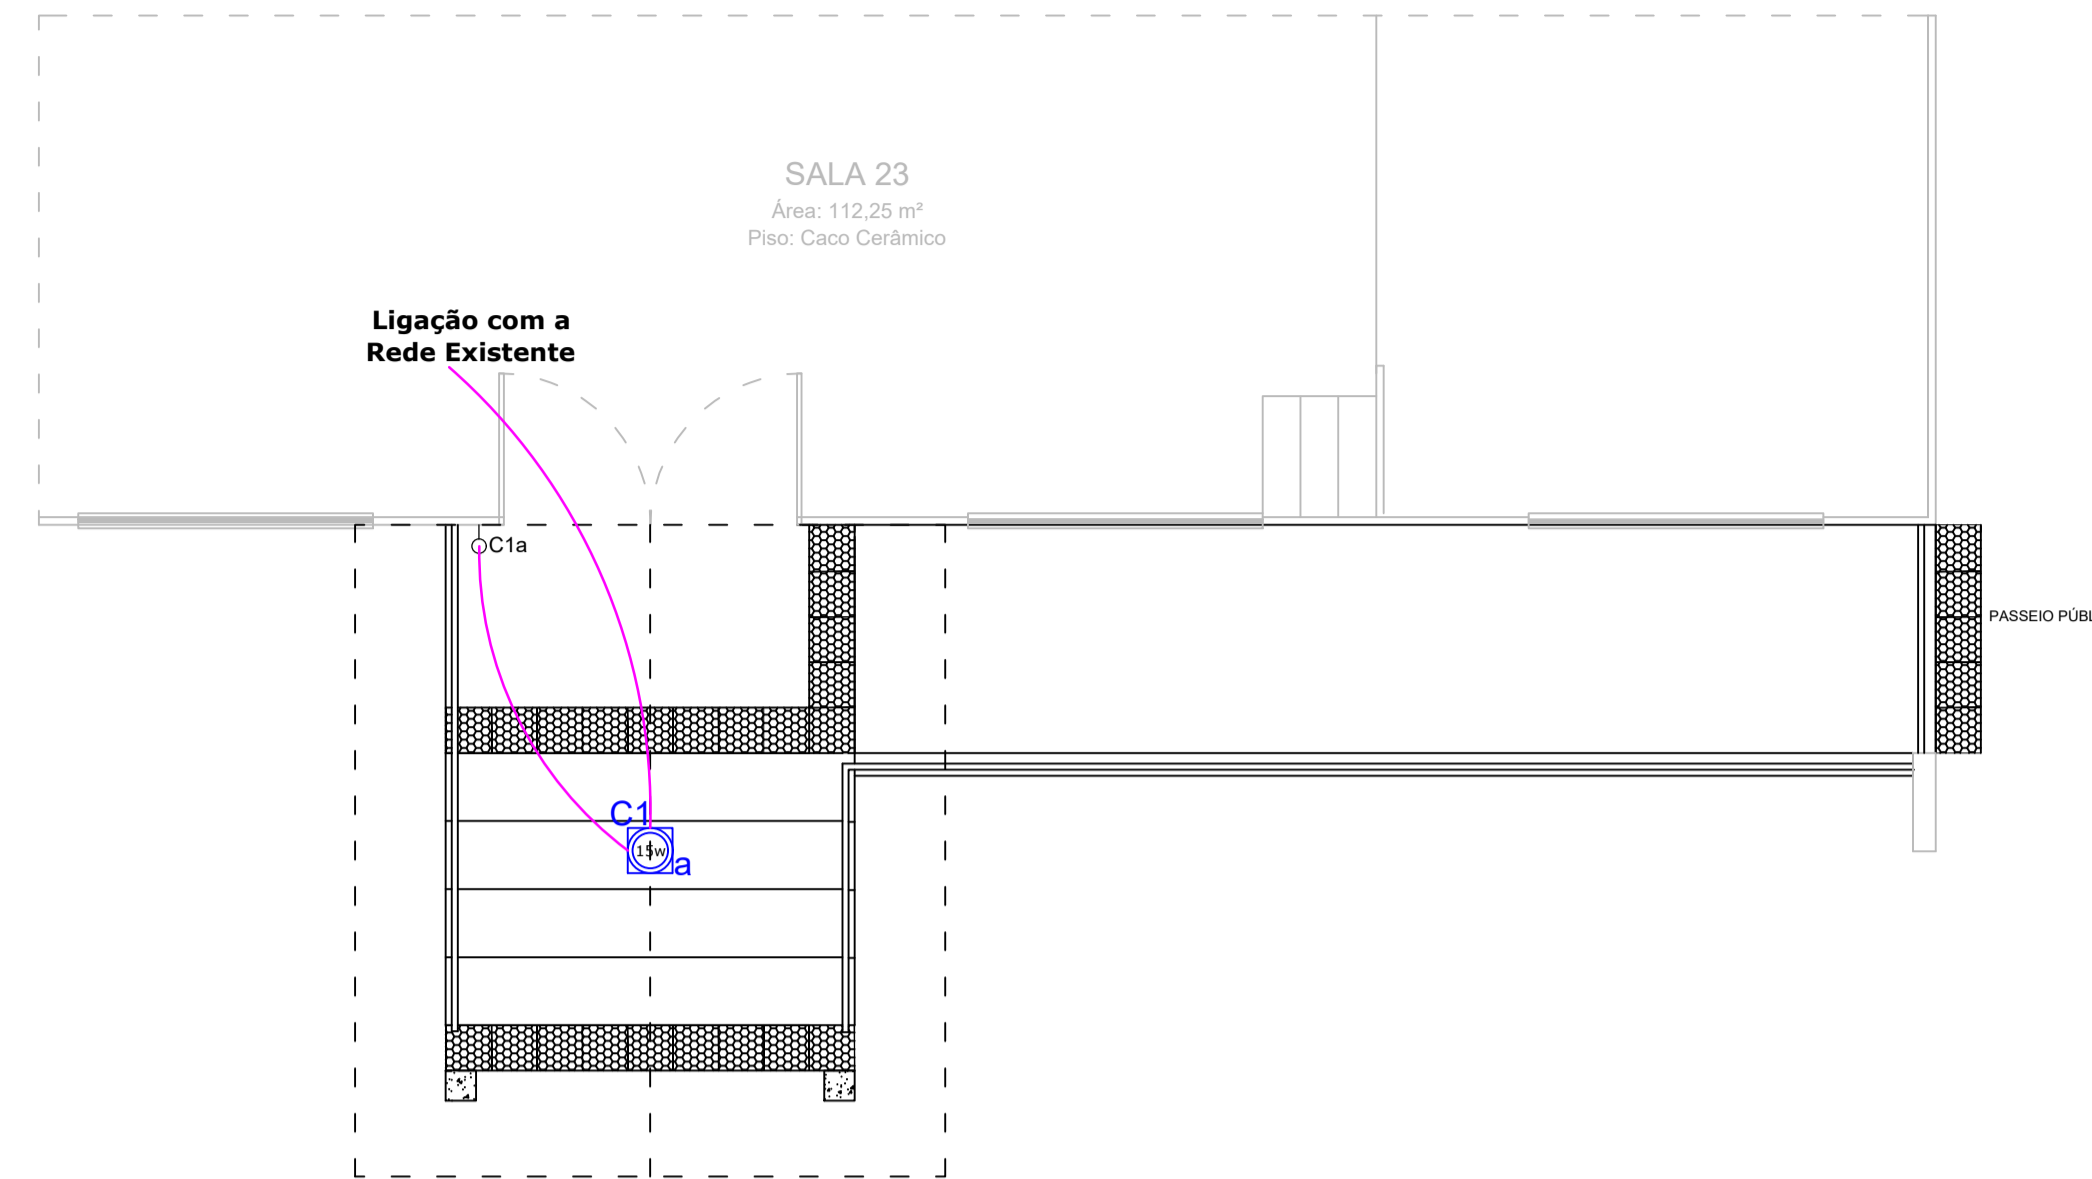 SALA 23
Área: 112,25 m²
Piso: Caco Cerâmico
Ligação com a
Rede Existente
C1a
PASSEIO PÚBL
C1
15w
a